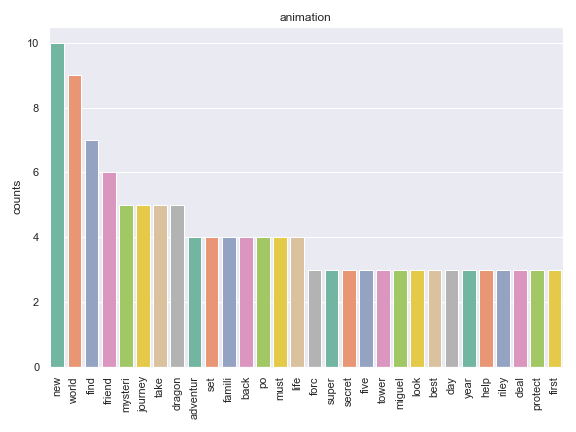 animation
counts
10
8
6
4
2
0
new
world
find
friend
mysteri
journey
take
dragon
adventur
set
famili
back
po
must
life
forc
super
secret
five
tower
miguel
look
best
day
year
help
riley
deal
protect
first